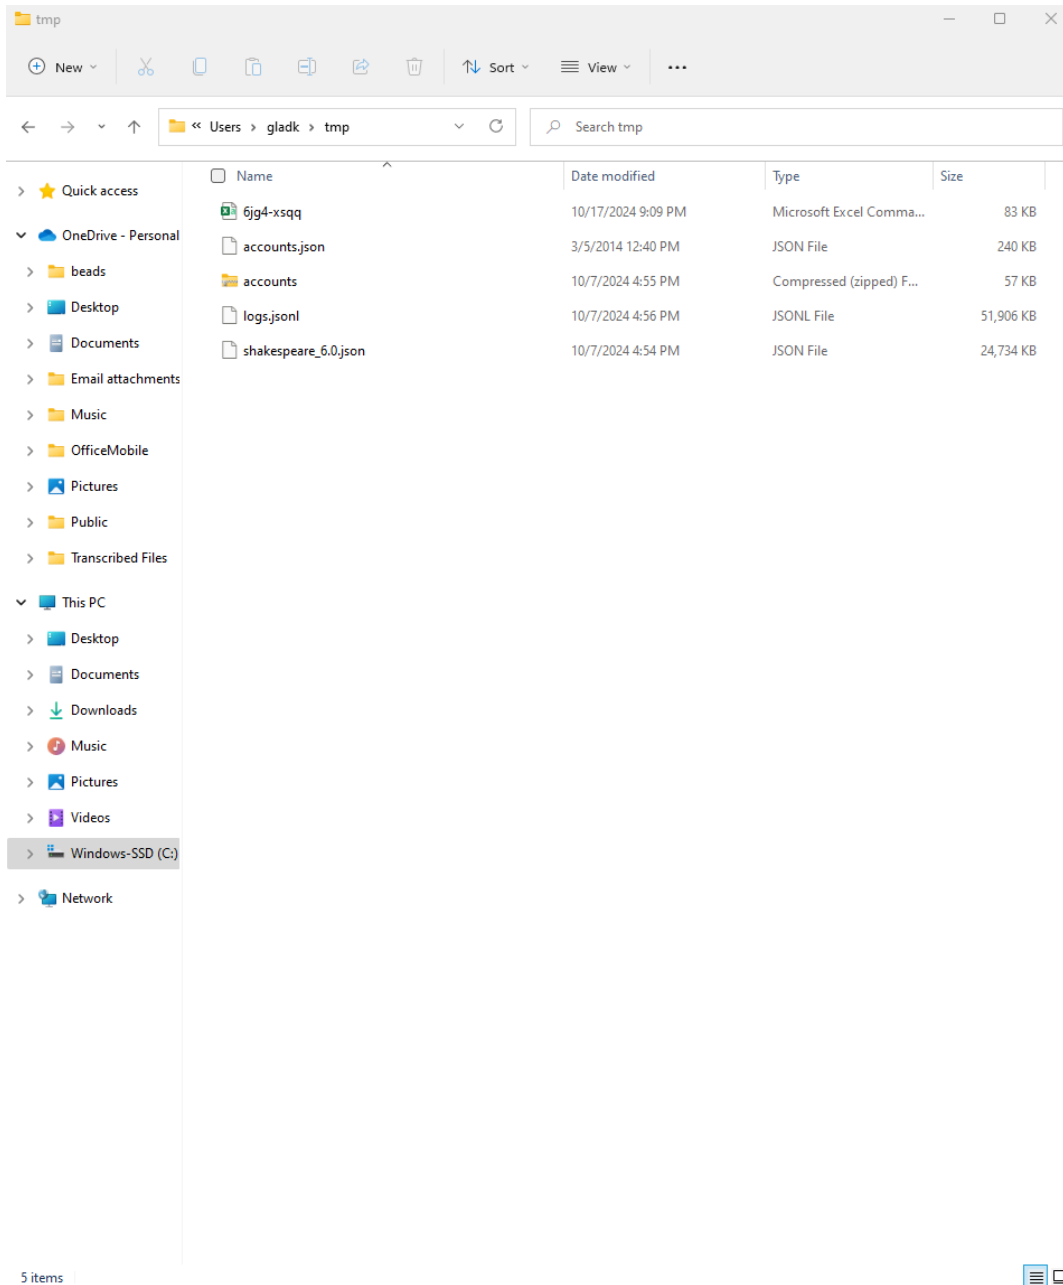 tmp
New
Sort
View
Users > gladk > tmp
Search tmp
Name Date modified Type Size
6jg4-xsqq 10/17/2024 9:09 PM Microsoft Excel Comma... 83 KB
accounts.json 3/5/2014 12:40 PM JSON File 240 KB
accounts 10/7/2024 4:55 PM Compressed (zipped) F... 57 KB
logs.jsonl 10/7/2024 4:56 PM JSONL File 51,906 KB
shakespeare_6.0.json 10/7/2024 4:54 PM JSON File 24,734 KB
Quick access
OneDrive - Personal
beads
Desktop
Documents
Email attachments
Music
OfficeMobile
Pictures
Public
Transcribed Files
This PC
Desktop
Documents
Downloads
Music
Pictures
Videos
Windows-SSD (C:)
Network
5 items